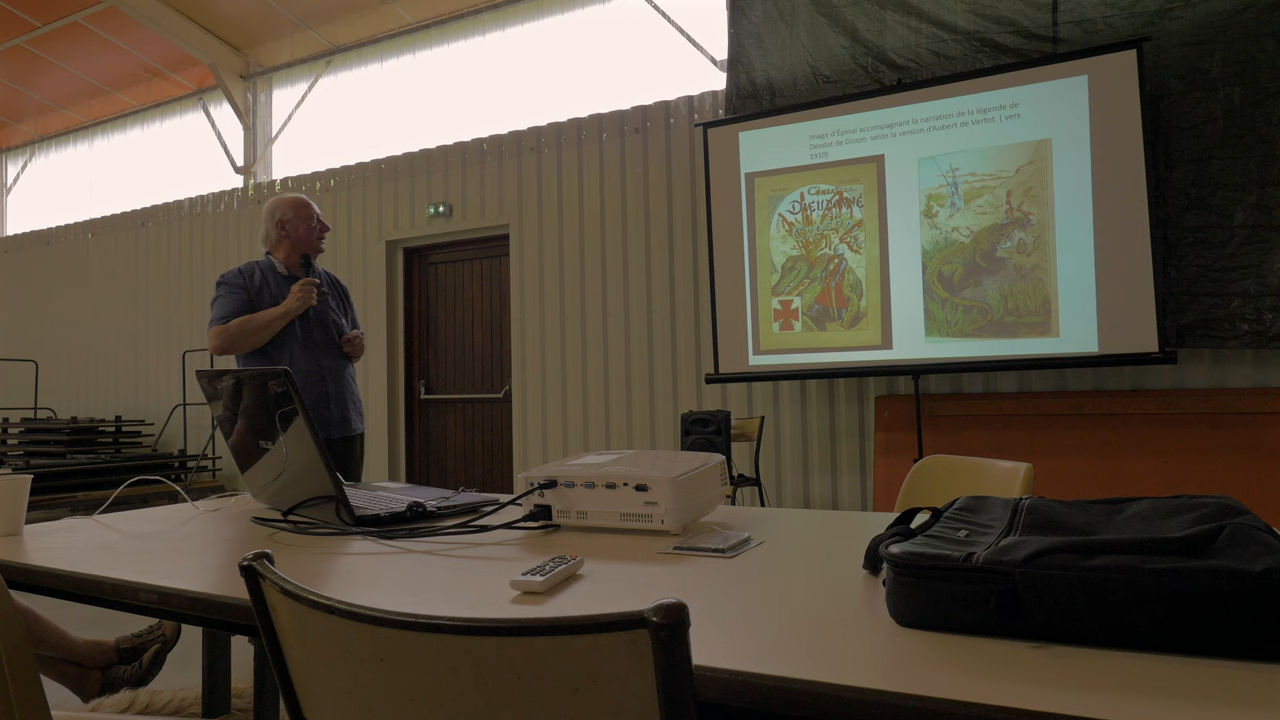 Image d'Épinal accompagnant la narration de la légende de
Déodat de Gozon selon la version d'Aubert de Vertot ( vers
1910)
DIEUDONNÉ